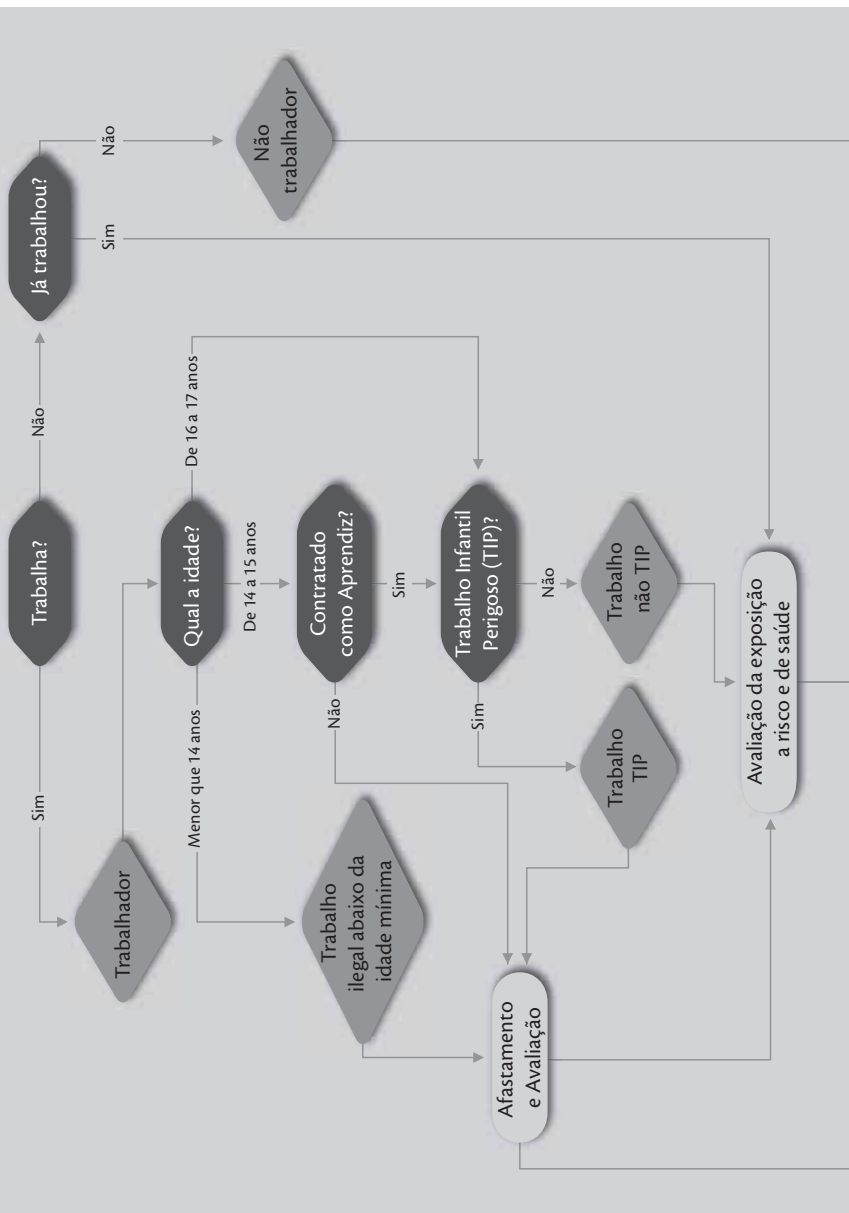 Trabalha?
Não
Já trabalhou?
Sim
Não
Sim
Trabalhador
Não
trabalhador
Qual a idade?
Menor que 14 anos
De 14 a 15 anos
De 16 a 17 anos
Trabalho
ilegal abaixo da
idade mínima
Contratado
como Aprendiz?
Não
Sim
Trabalho Infantil
Perigoso (TIP)?
Sim
Não
Trabalho
TIP
Trabalho
não TIP
Afastamento
e Avaliação
Avaliação da exposição
a risco e de saúde